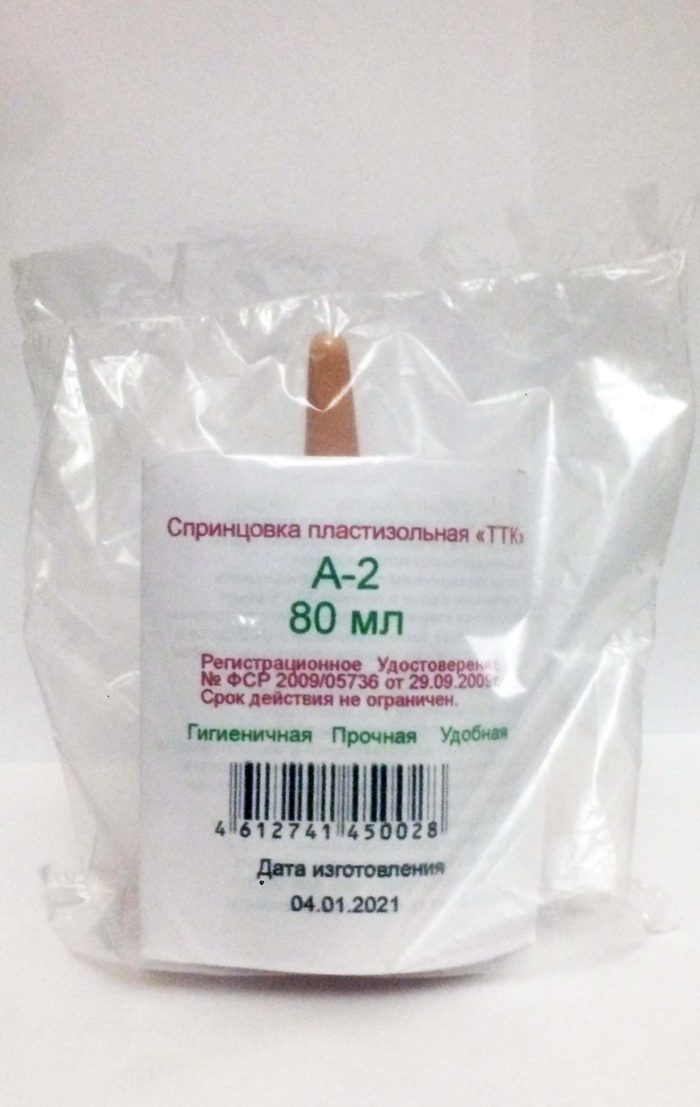 Спринцовка пластизольная «ТТК»
А-2
80 мл
Регистрационное Удостоверение
№ ФСР 2009/05736 от 29.09.2009г
Срок действия не ограничен.
Гигиеничная Прочная Удобная
4 612741 450028
Дата изготовления
04.01.2021